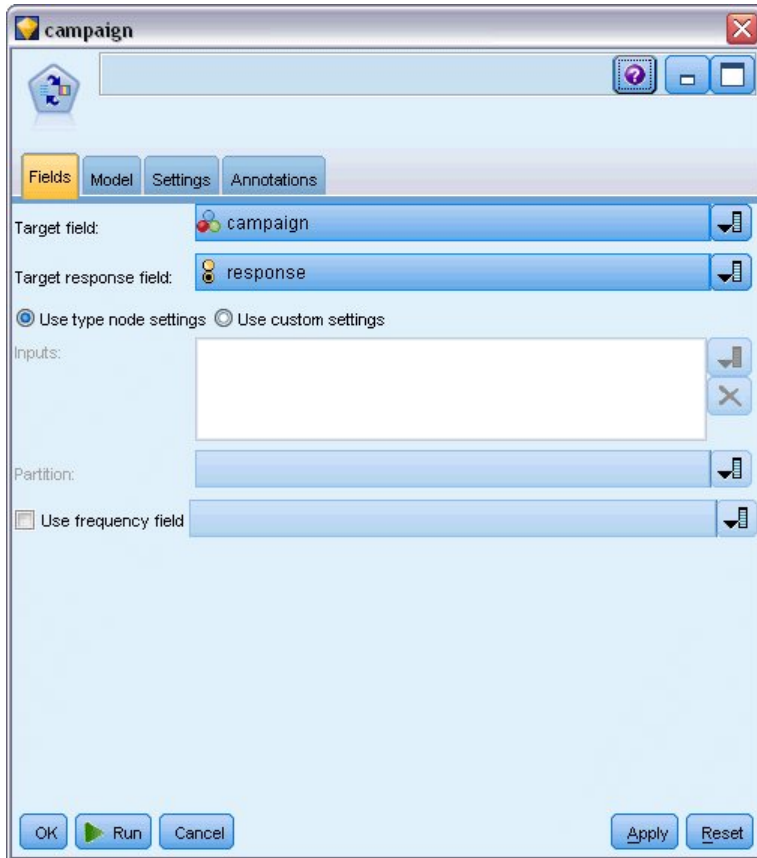 campaign
Fields Model Settings Annotations
Target field: campaign
Target response field: response
Use type node settings Use custom settings
Inputs:
Partition:
Use frequency field
OK Run Cancel Apply Reset